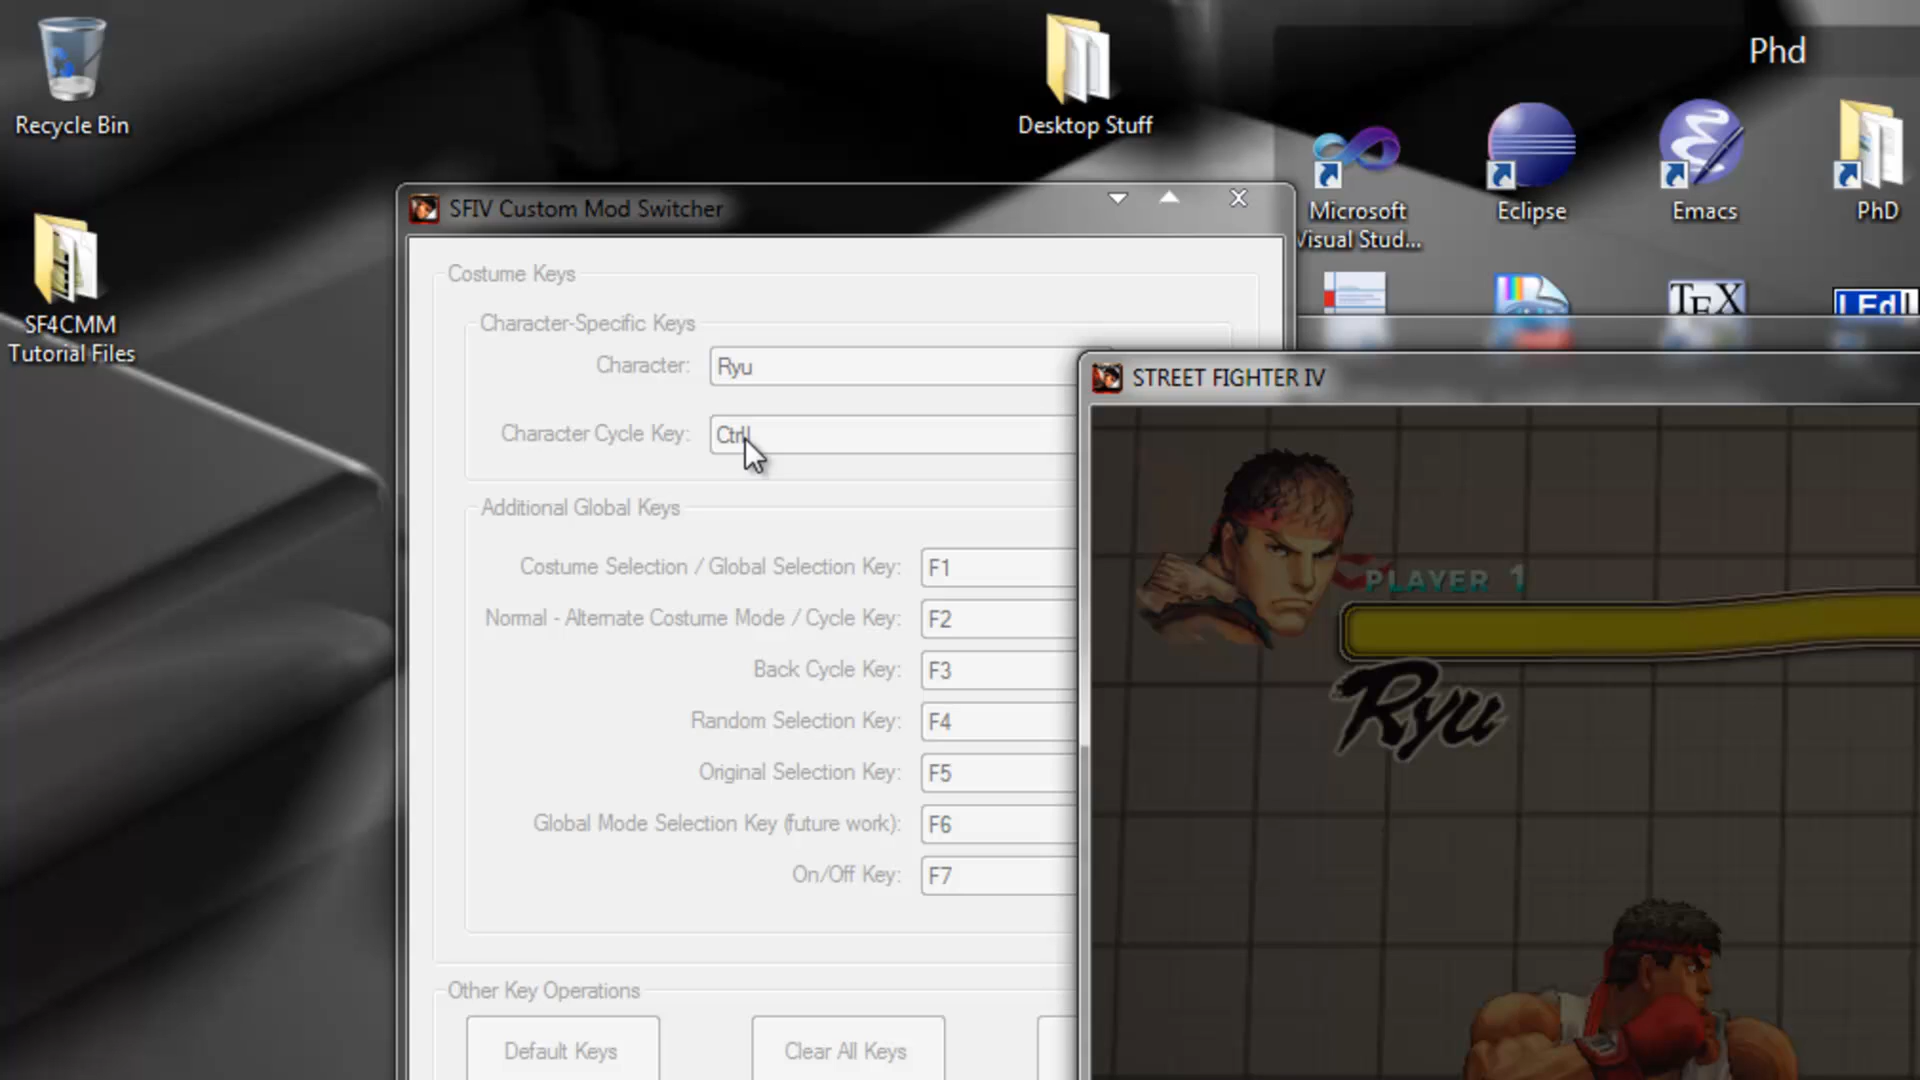 Phd
Recycle Bin
Desktop Stuff
Microsoft
Visual Stud...
Eclipse
Emacs
PhD
SFIV Custom Mod Switcher
SF4CMM
Tutorial Files
TEX
LEd
Costume Keys
Character-Specific Keys
Character: Ryu
Character Cycle Key: Ctrl
STREET FIGHTER IV
PLAYER 1
Ryu
Additional Global Keys
Costume Selection / Global Selection Key: F1
Normal - Alternate Costume Mode / Cycle Key: F2
Back Cycle Key: F3
Random Selection Key: F4
Original Selection Key: F5
Global Mode Selection Key (future work): F6
On/Off Key: F7
Other Key Operations
Default Keys
Clear All Keys